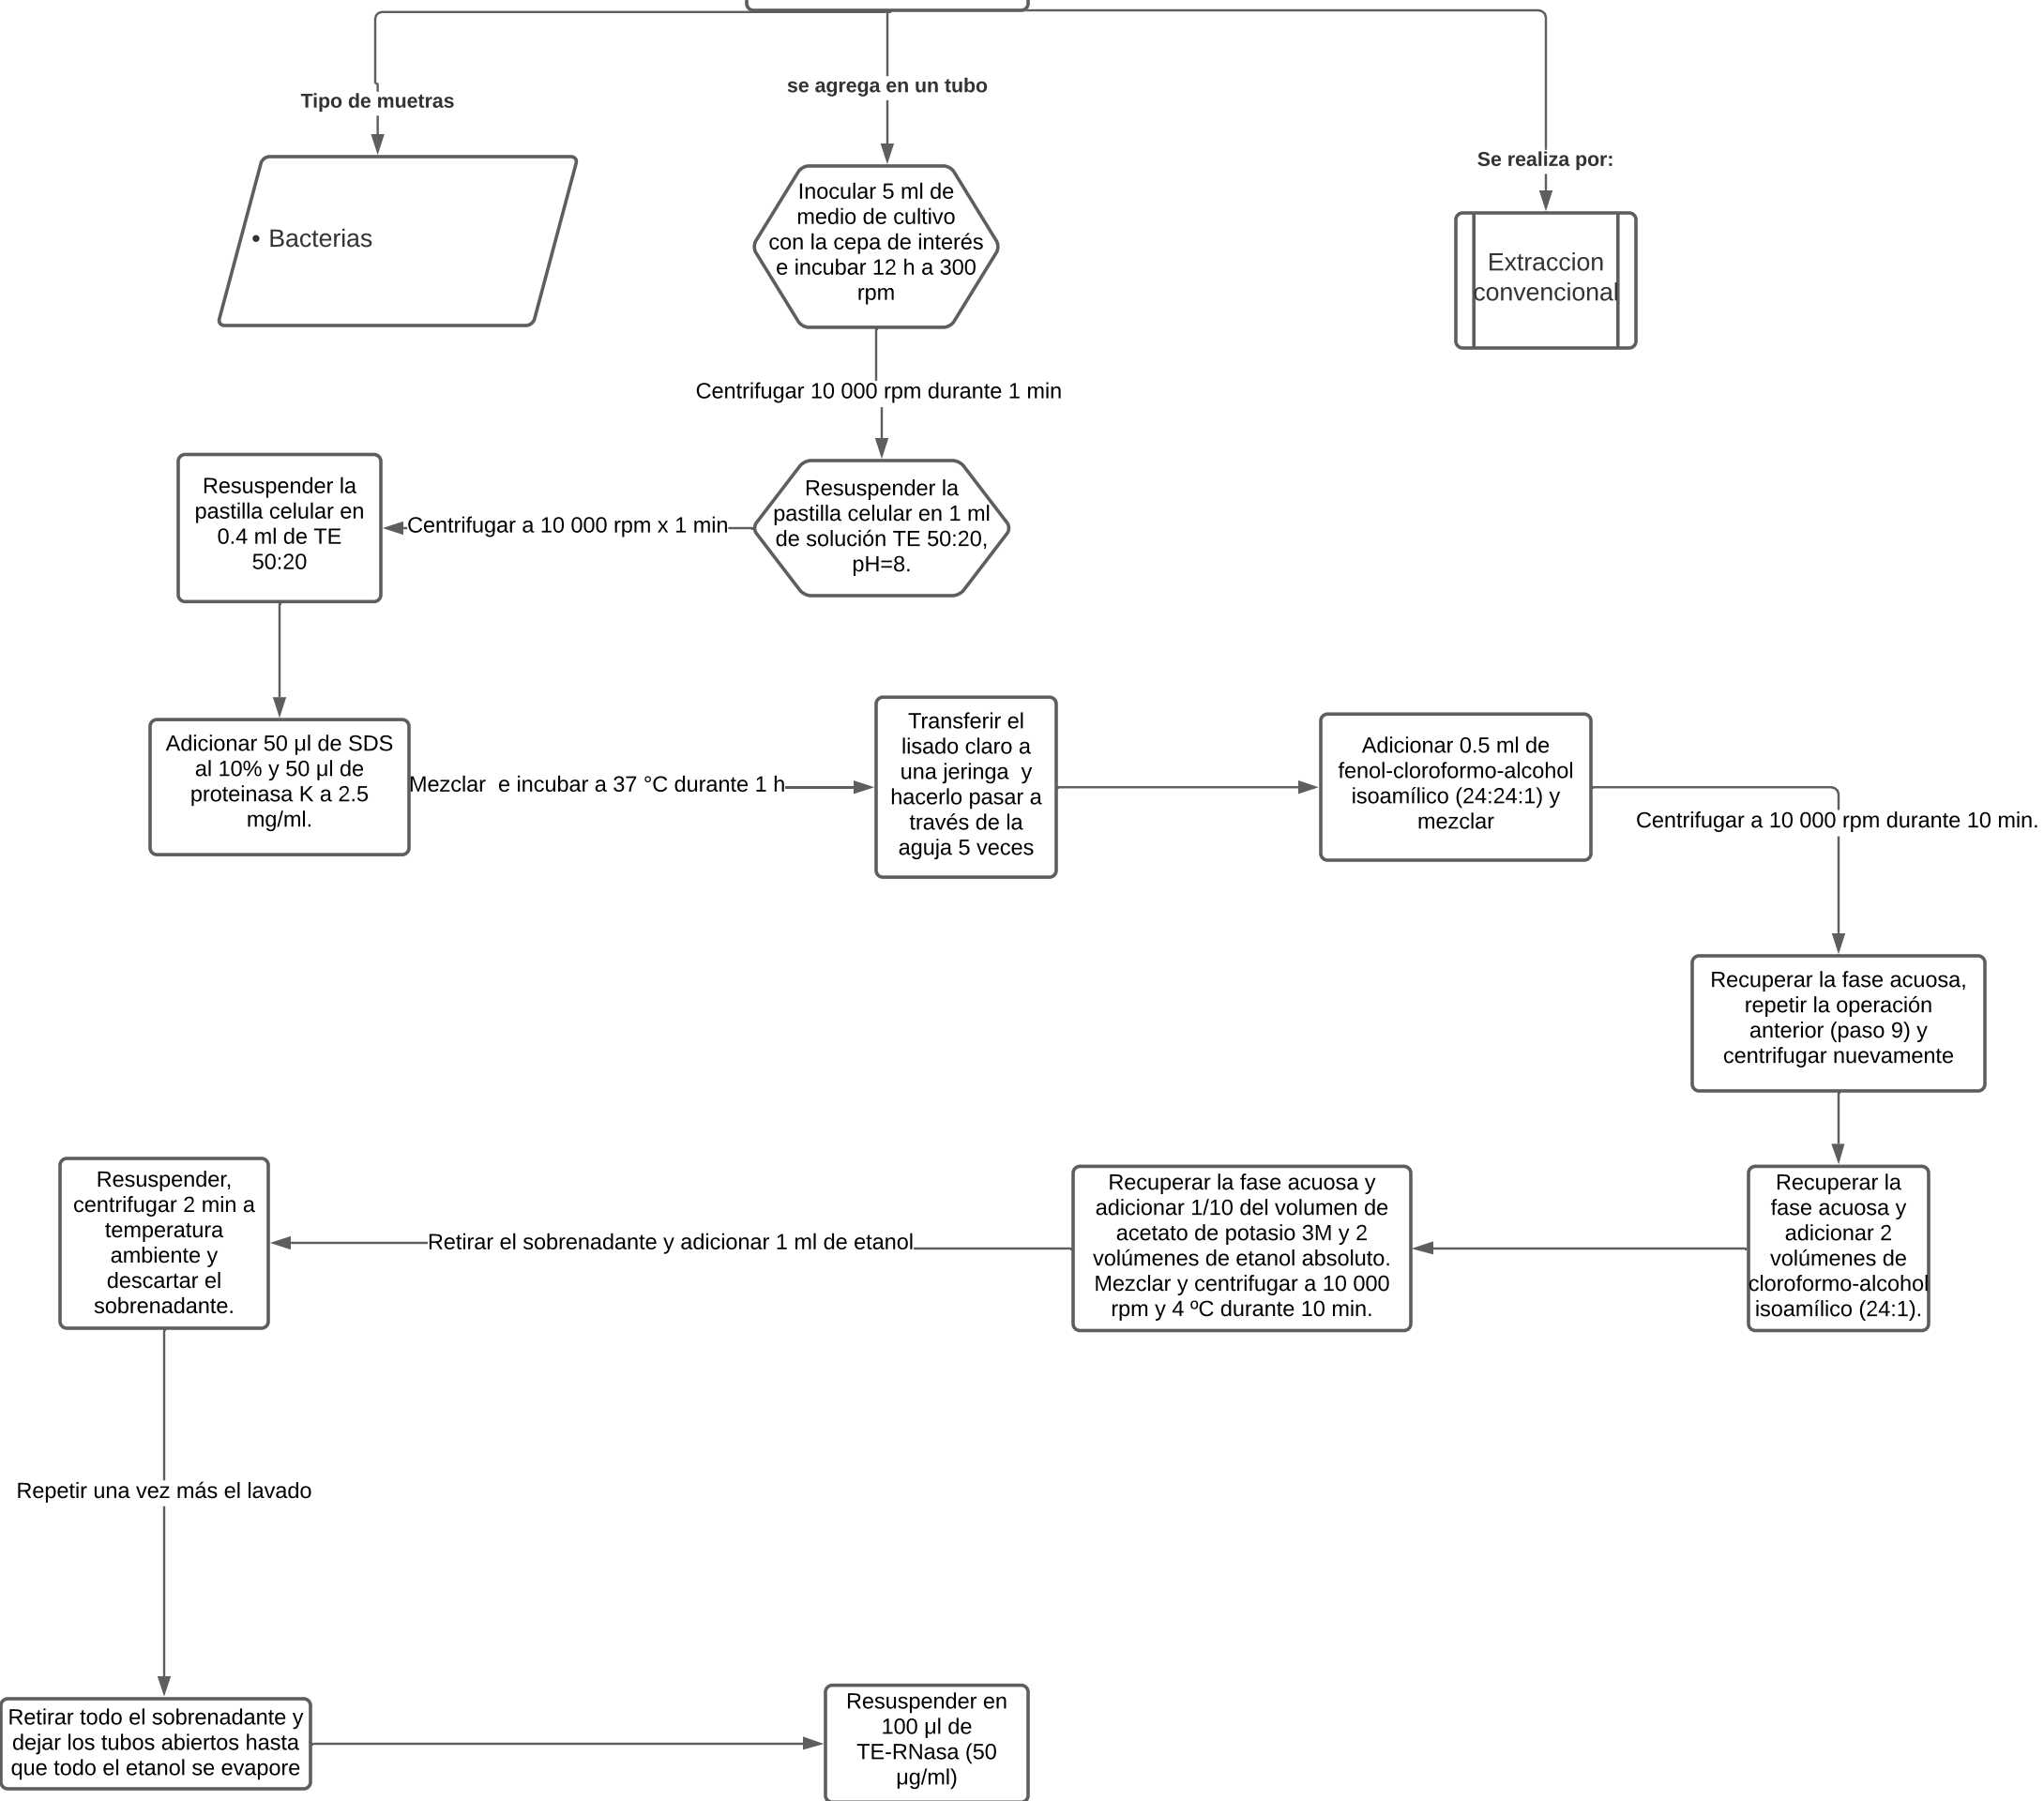 Tipo de muetras
se agrega en un tubo
Se realiza por:
• Bacterias
Inocular 5 ml de
medio de cultivo
con la cepa de interés
e incubar 12 h a 300
rpm
Extraccion
convencional
Centrifugar 10 000 rpm durante 1 min
Resuspender la
pastilla celular en 1 ml
de solución TE 50:20,
pH=8.
Centrifugar a 10 000 rpm x 1 min
Resuspender la
pastilla celular en
0.4 ml de TE
50:20
Adicionar 50 µl de SDS
al 10% y 50 µl de
proteinasa K a 2.5
mg/ml.
Mezclar  e incubar a 37 °C durante 1 h
Transferir el
lisado claro a
una jeringa  y
hacerlo pasar a
través de la
aguja 5 veces
Adicionar 0.5 ml de
fenol-cloroformo-alcohol
isoamílico (24:24:1) y
mezclar
Centrifugar a 10 000 rpm durante 10 min.
Recuperar la fase acuosa,
repetir la operación
anterior (paso 9) y
centrifugar nuevamente
Recuperar la
fase acuosa y
adicionar 2
volúmenes de
cloroformo-alcohol
isoamílico (24:1).
Recuperar la fase acuosa y
adicionar 1/10 del volumen de
acetato de potasio 3M y 2
volúmenes de etanol absoluto.
Mezclar y centrifugar a 10 000
rpm y 4 ºC durante 10 min.
Retirar el sobrenadante y adicionar 1 ml de etanol
Resuspender,
centrifugar 2 min a
temperatura
ambiente y
descartar el
sobrenadante.
Repetir una vez más el lavado
Retirar todo el sobrenadante y
dejar los tubos abiertos hasta
que todo el etanol se evapore
Resuspender en
100 µl de
TE-RNasa (50
µg/ml)